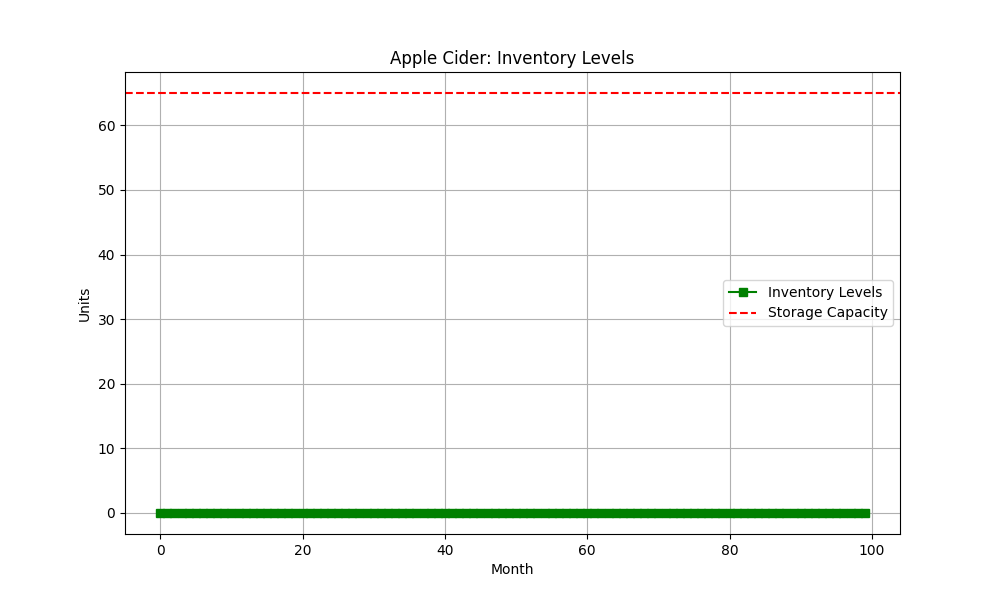 Apple Cider: Inventory Levels
Units
60
50
40
30
20
10
0
Inventory Levels
Storage Capacity
0 20 40 60 80 100
Month